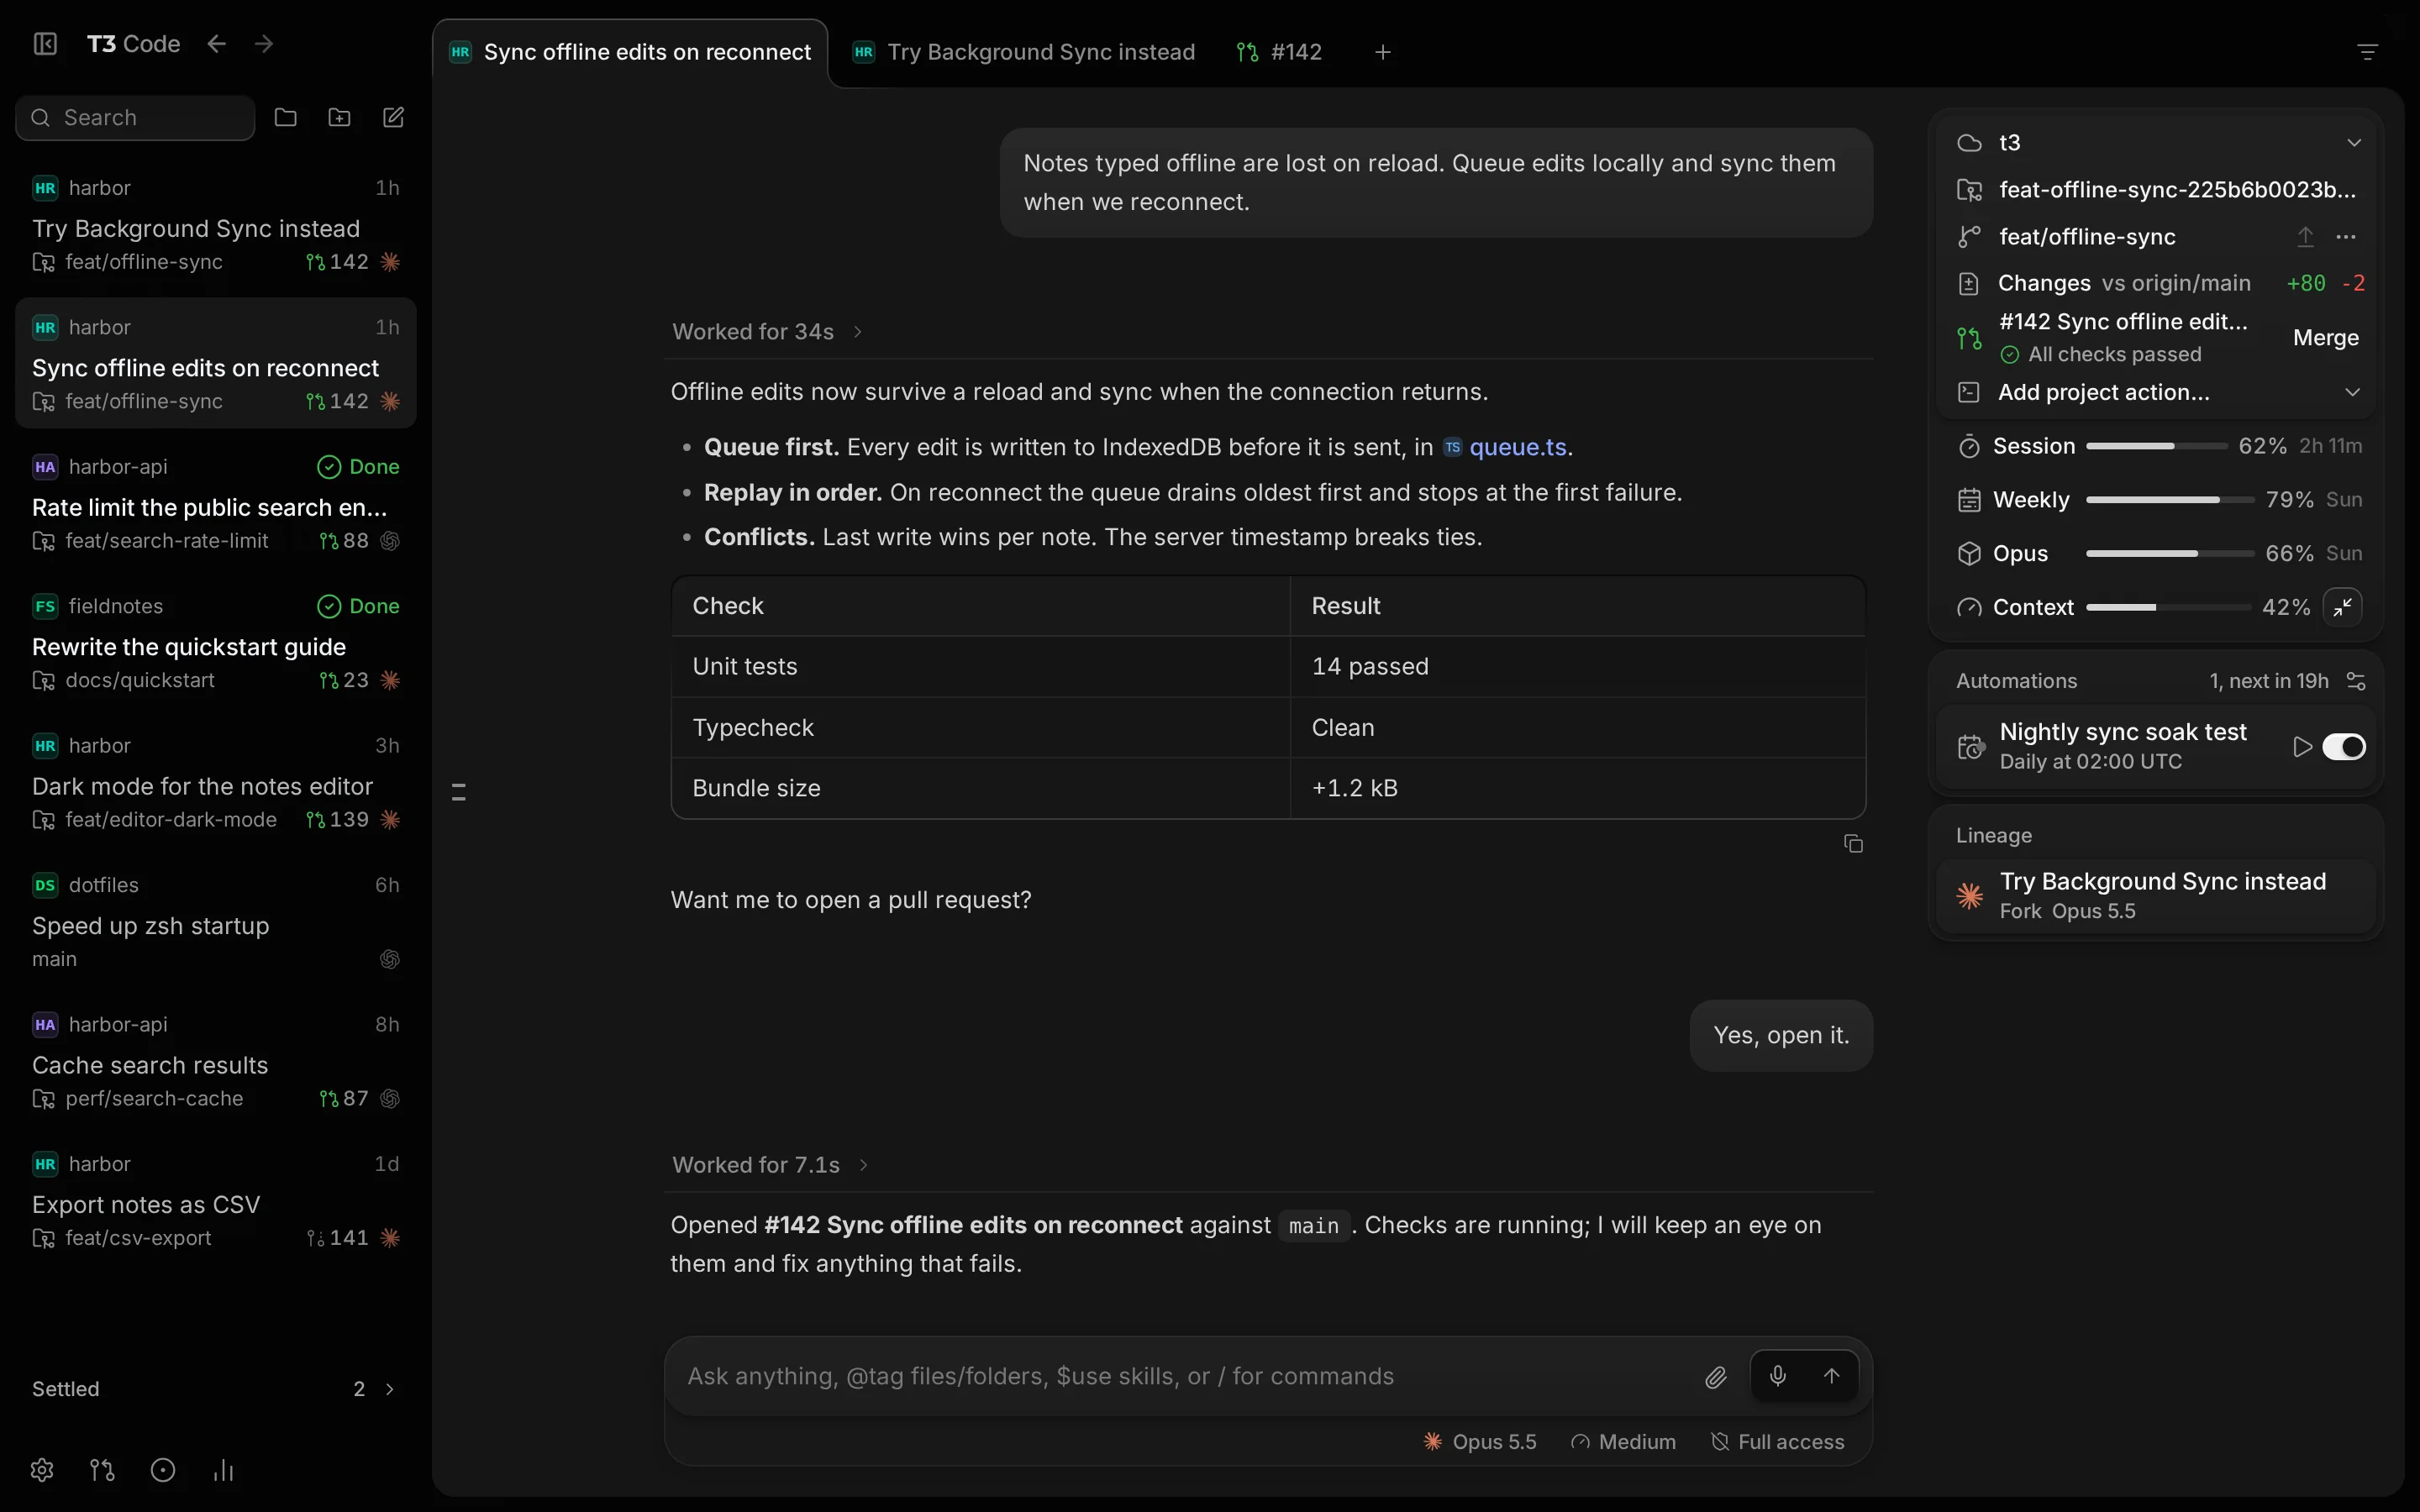 T3 Code
Search
HR harbor 1h
Try Background Sync instead
feat/offline-sync 142
HR harbor 1h
Sync offline edits on reconnect
feat/offline-sync 142
HA harbor-api Done
Rate limit the public search en...
feat/search-rate-limit 88
FS fieldnotes Done
Rewrite the quickstart guide
docs/quickstart 23
HR harbor 3h
Dark mode for the notes editor
feat/editor-dark-mode 139
DS dotfiles 6h
Speed up zsh startup
main
HA harbor-api 8h
Cache search results
perf/search-cache 87
HR harbor 1d
Export notes as CSV
feat/csv-export 141
Settled 2
HR Sync offline edits on reconnect
HR Try Background Sync instead
#142
Notes typed offline are lost on reload. Queue edits locally and sync them
when we reconnect.
Worked for 34s
Offline edits now survive a reload and sync when the connection returns.
• Queue first. Every edit is written to IndexedDB before it is sent, in TS queue.ts.
• Replay in order. On reconnect the queue drains oldest first and stops at the first failure.
• Conflicts. Last write wins per note. The server timestamp breaks ties.
Check Result
Unit tests 14 passed
Typecheck Clean
Bundle size +1.2 kB
Want me to open a pull request?
Yes, open it.
Worked for 7.1s
Opened #142 Sync offline edits on reconnect against main. Checks are running; I will keep an eye on
them and fix anything that fails.
Ask anything, @tag files/folders, $use skills, or / for commands
Opus 5.5 Medium Full access
t3
feat-offline-sync-225b6b0023b...
feat/offline-sync
Changes vs origin/main +80 -2
#142 Sync offline edit...
All checks passed
Merge
Add project action...
Session 62% 2h 11m
Weekly 79% Sun
Opus 66% Sun
Context 42%
Automations 1, next in 19h
Nightly sync soak test
Daily at 02:00 UTC
Lineage
Try Background Sync instead
Fork Opus 5.5